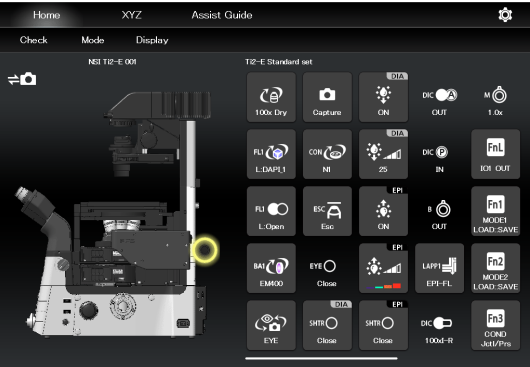 Home XYZ Assist Guide
Check Mode Display
NSI Ti2-E 001
Ti2-E Standard set
DIA
100x Dry
Capture
ON
DIC A
OUT
M
1.0x
DIA
FL1
L:DAPI_1
CON
N1
25
DIC P
IN
FnL
IO1 OUT
EPI
FL1
L:Open
ESC
Esc
ON
B
OUT
Fn1
MODE1
LOAD:SAVE
EPI
BA1
EM400
EYE
Close
LAPP1
EPI-FL
Fn2
MODE2
LOAD:SAVE
DIA
EPI
EYE
SHTR
Close
SHTR
Close
DIC
100xI-R
Fn3
COND
Jctl/Prs